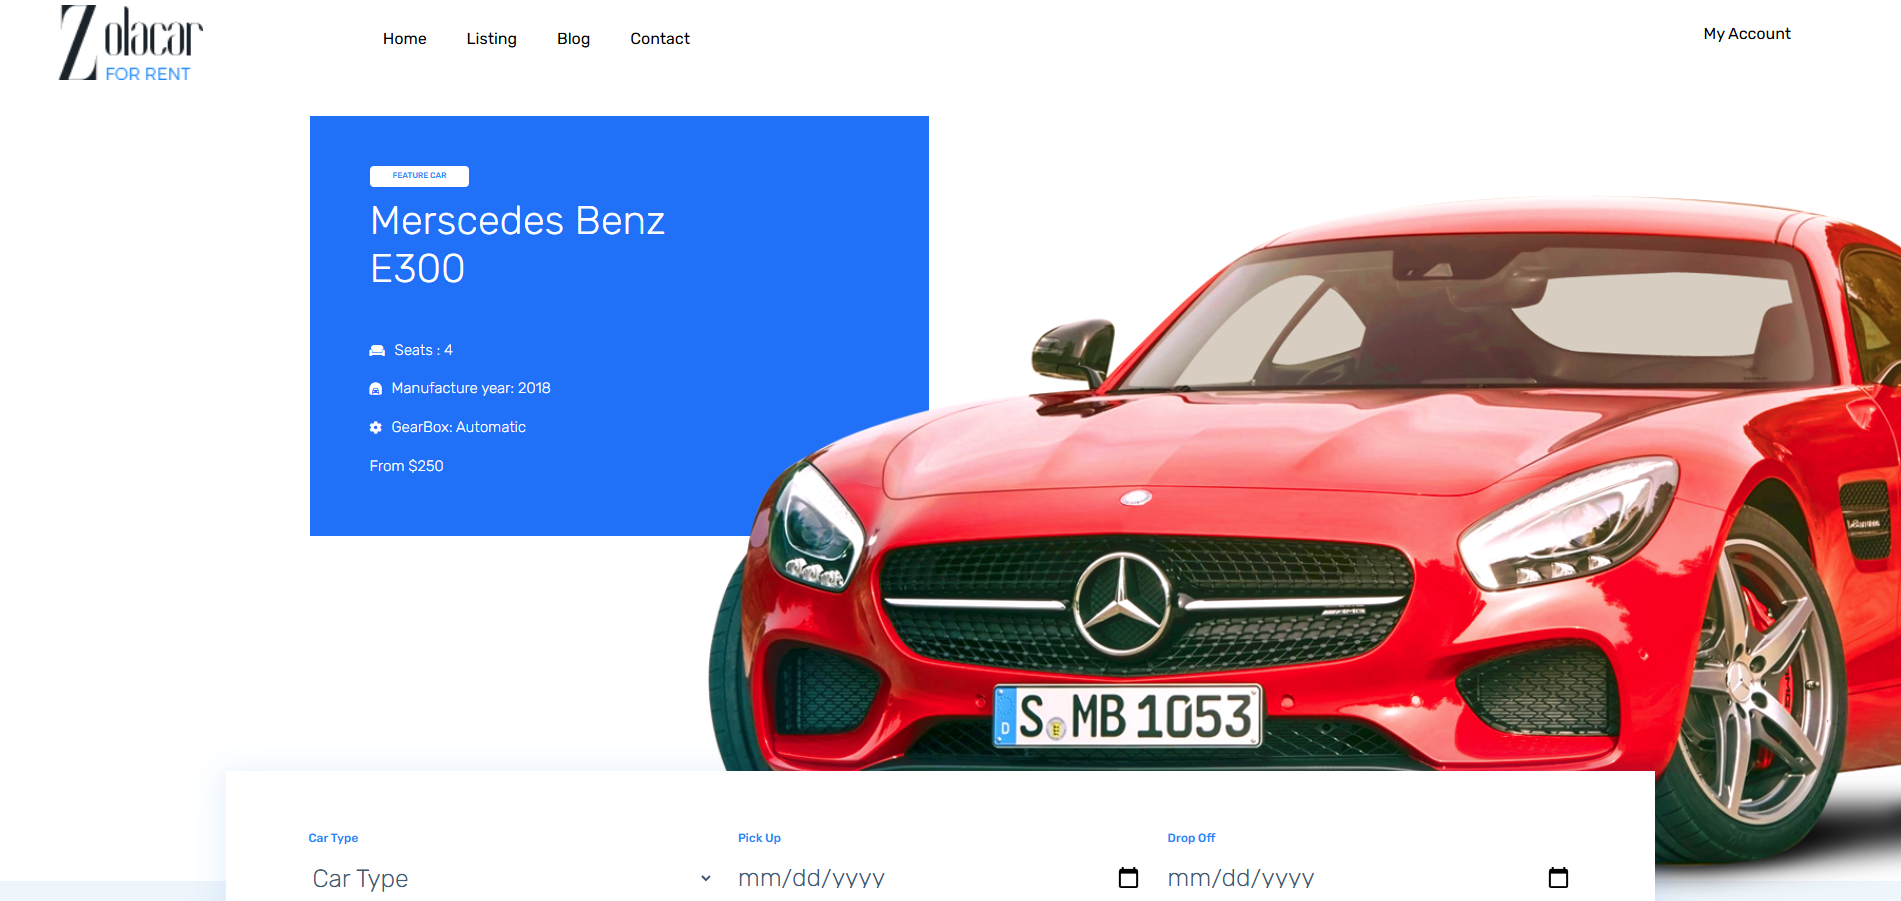 Zolacar
FOR RENT
Home Listing Blog Contact
My Account
FEATURE CAR
Merscedes Benz
E300
Seats : 4
Manufacture year: 2018
GearBox: Automatic
From $250
D S MB 1053
Car Type
Car Type
Pick Up
mm/dd/yyyy
Drop Off
mm/dd/yyyy